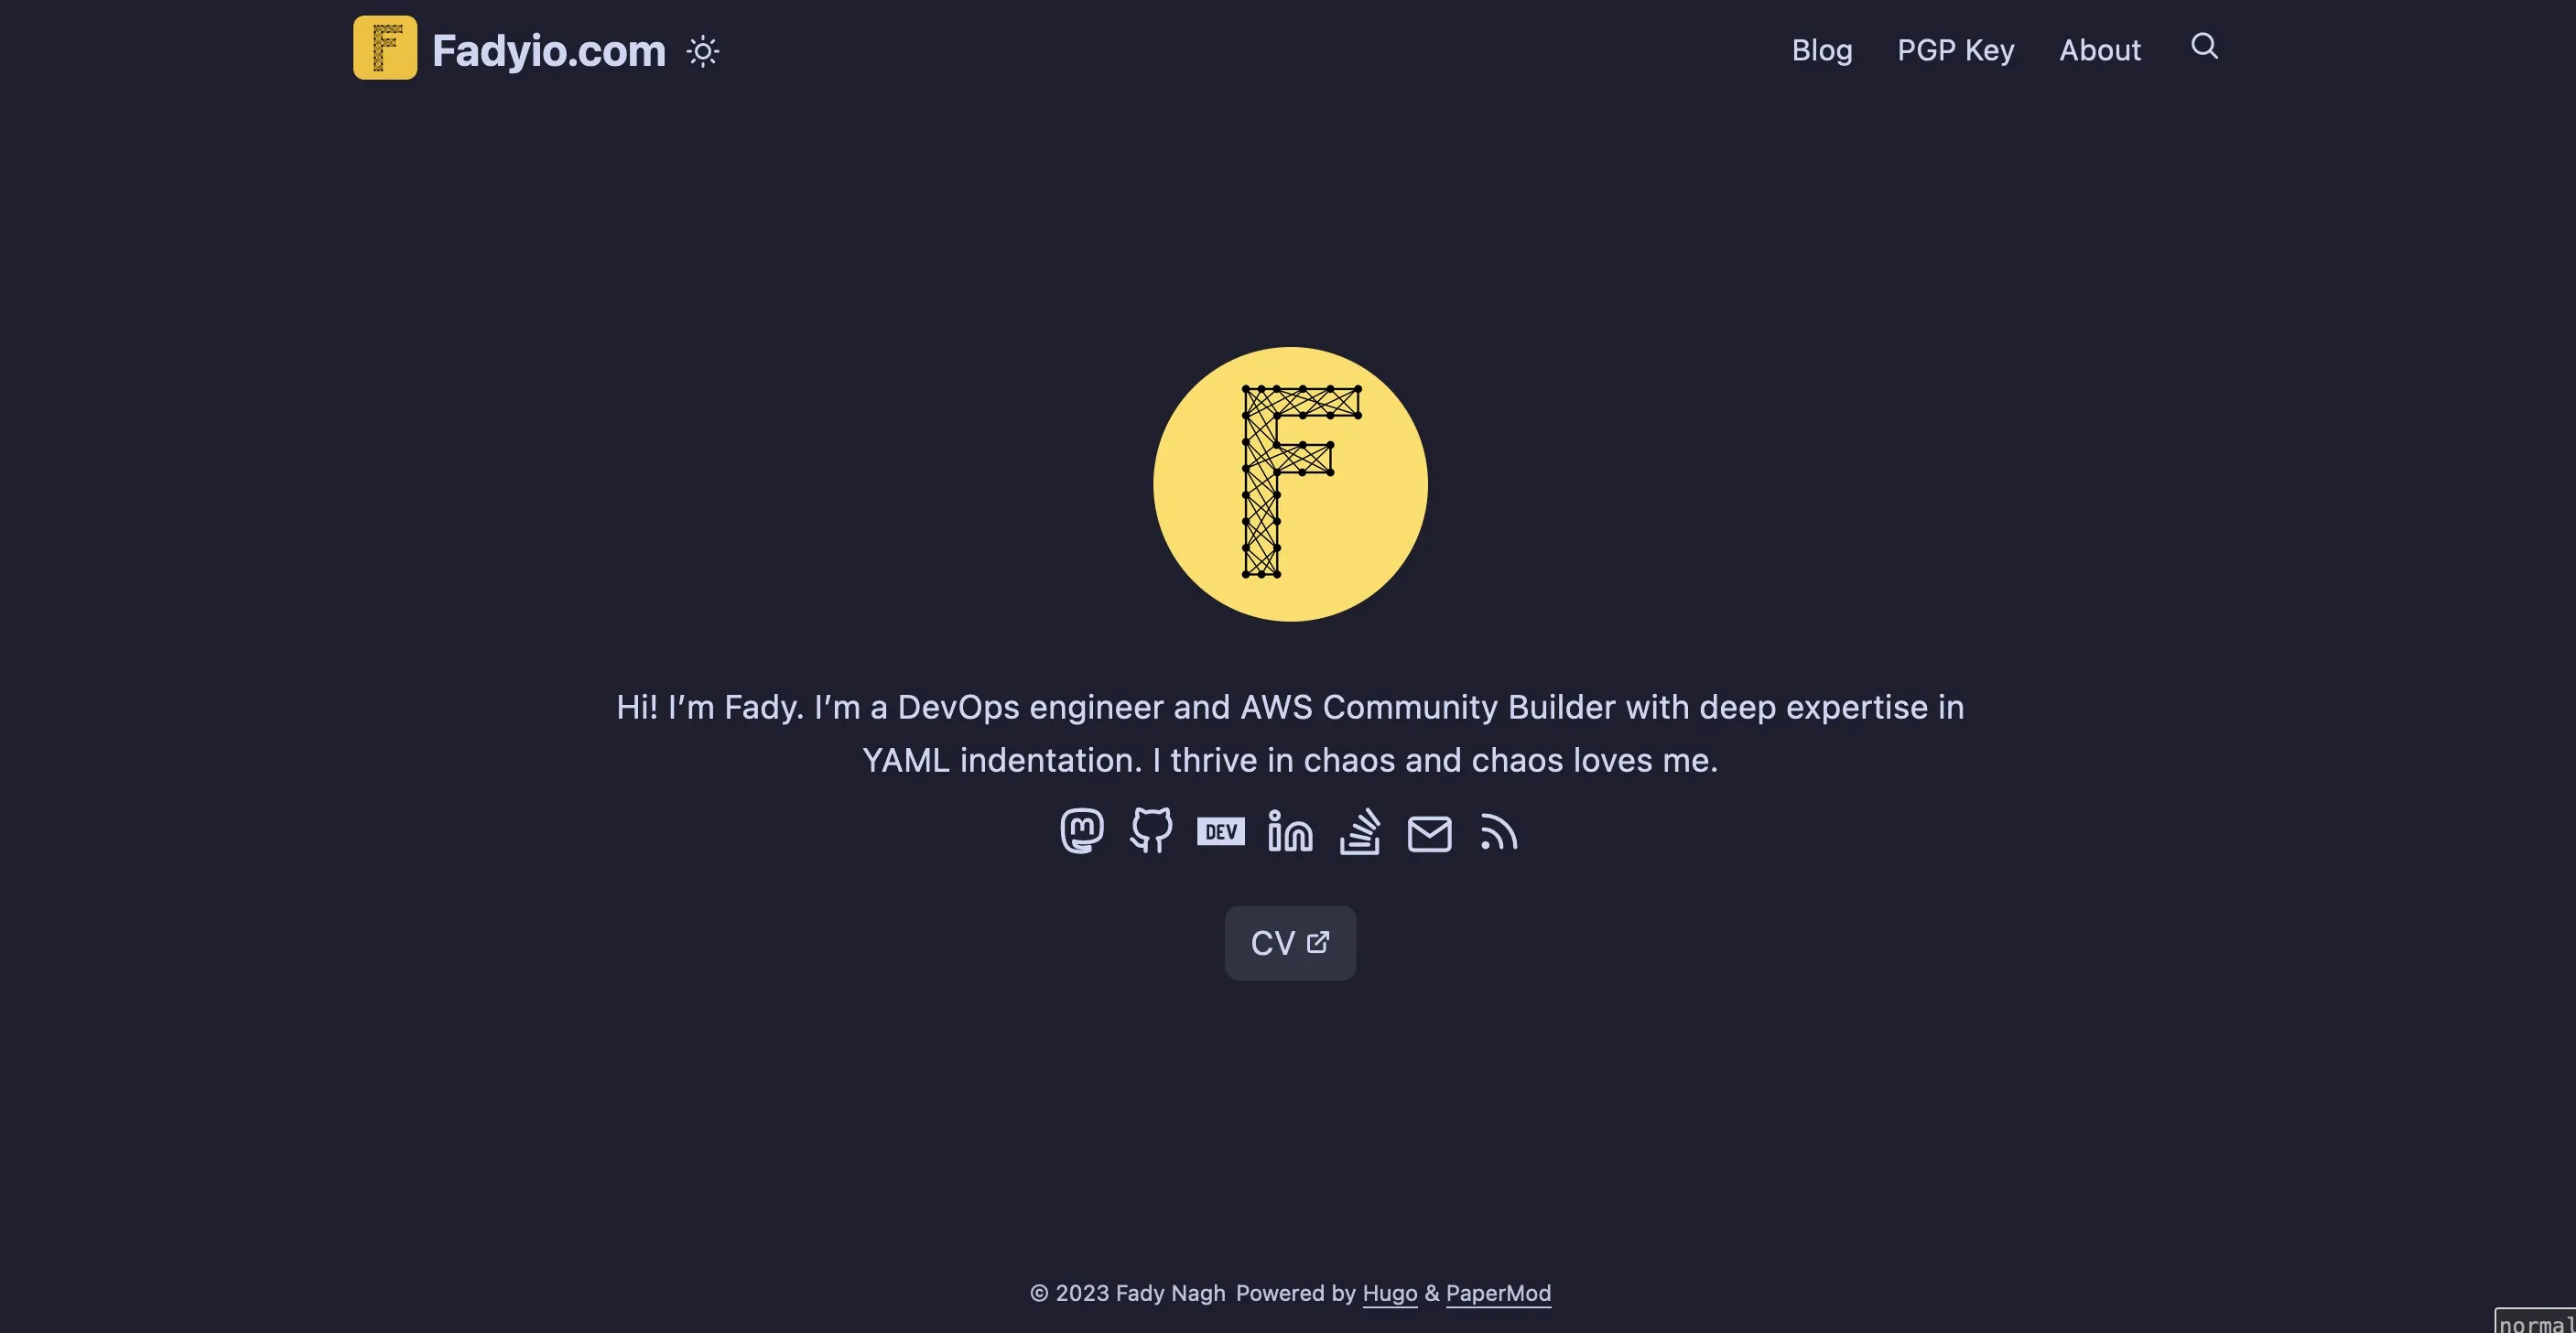 Fadyio.com
Blog PGP Key About
F
Hi! I’m Fady. I’m a DevOps engineer and AWS Community Builder with deep expertise in
YAML indentation. I thrive in chaos and chaos loves me.
DEV in
CV
© 2023 Fady Nagh Powered by Hugo & PaperMod
normal